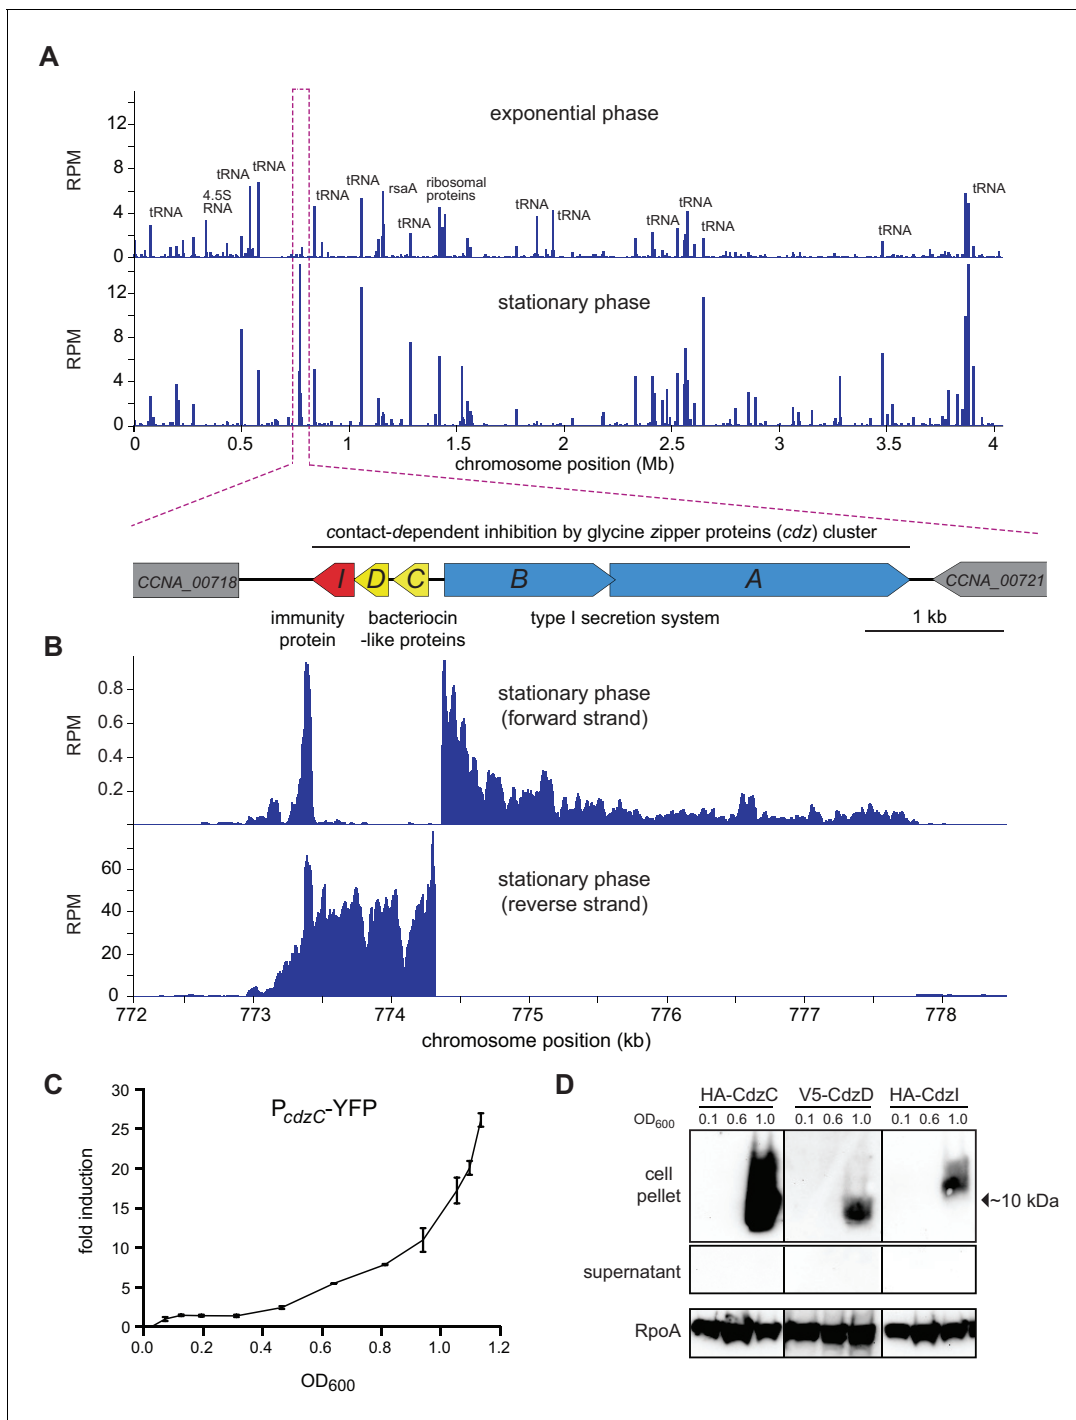 A
exponential phase
RPM
12
8
4
0
tRNA
4.5S
RNA
tRNA
tRNA
tRNA
tRNA
rsaA
tRNA
ribosomal
proteins
tRNA
tRNA
tRNA
tRNA
tRNA
tRNA
tRNA
stationary phase
RPM
12
8
4
0
0 0.5 1 1.5 2 2.5 3 3.5 4
chromosome position (Mb)
contact-dependent inhibition by glycine zipper proteins (cdz) cluster
CCNA_00718 I D C B A CCNA_00721
immunity
protein
bacteriocin
-like proteins
type I secretion system
1 kb
B
stationary phase
(forward strand)
RPM
0.8
0.6
0.4
0.2
stationary phase
(reverse strand)
RPM
60
40
20
0
772 773 774 775 776 777 778
chromosome position (kb)
C
PcdzC-YFP
fold induction
30
25
20
15
10
5
0
0.0 0.2 0.4 0.6 0.8 1.0 1.2
OD600
D
HA-CdzC V5-CdzD HA-CdzI
OD600 0.1 0.6 1.0 0.1 0.6 1.0 0.1 0.6 1.0
cell
pellet
~10 kDa
supernatant
RpoA